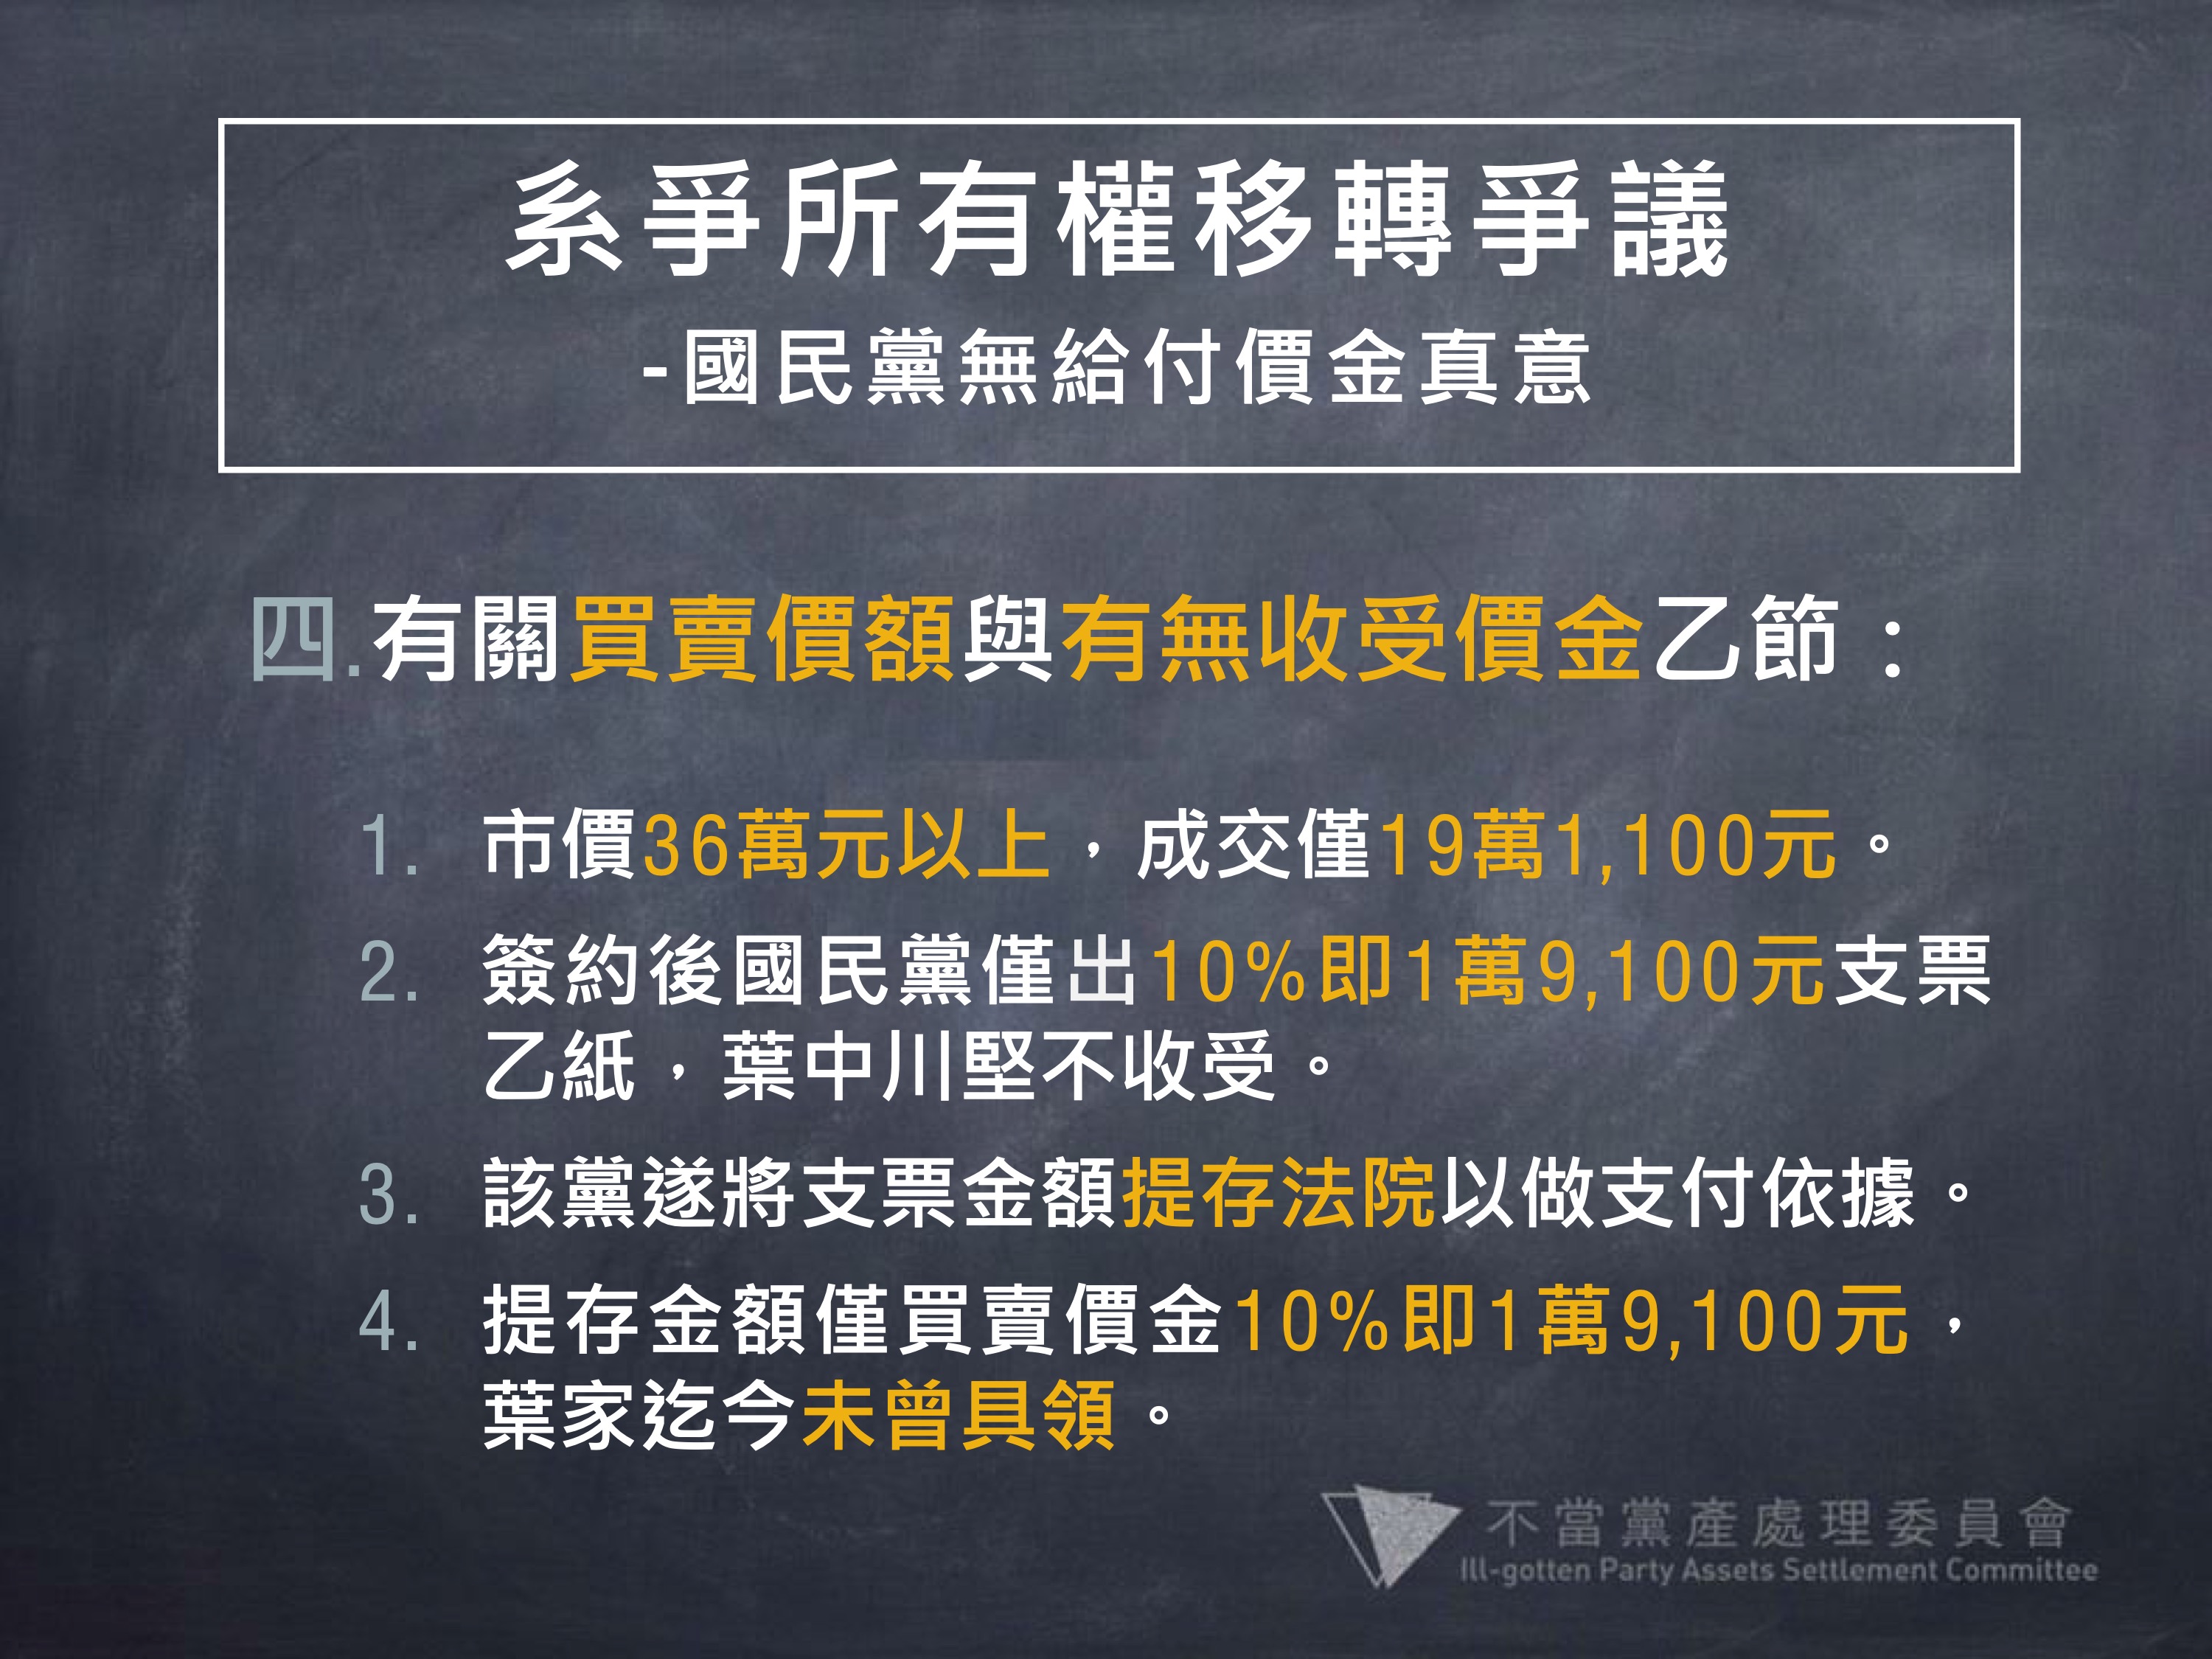 系爭所有權移轉爭議
-國民黨無給付價金真意
四.有關買賣價額與有無收受價金乙節：
1. 市價36萬元以上，成交僅19萬1,100元。
2. 簽約後國民黨僅出10%即1萬9,100元支票
乙紙，葉中川堅不收受。
3. 該黨遂將支票金額提存法院以做支付依據。
4. 提存金額僅買賣價金10%即1萬9,100元，
葉家迄今未曾具領。
不當黨產處理委員會
Ill-gotten Party Assets Settlement Committee